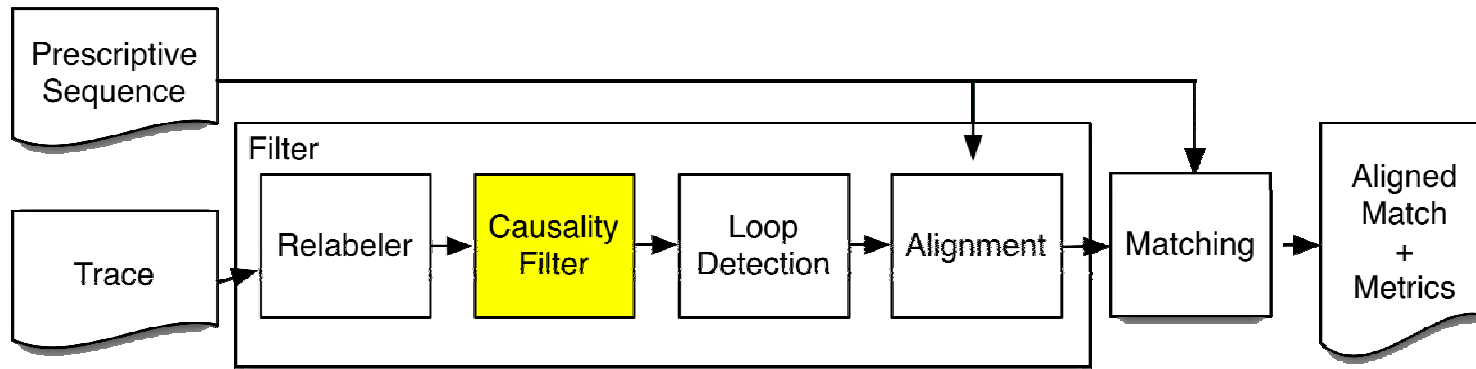 Prescriptive
Sequence
Filter
Trace
Relabeler
Causality
Filter
Loop
Detection
Alignment
Matching
Aligned
Match
+
Metrics